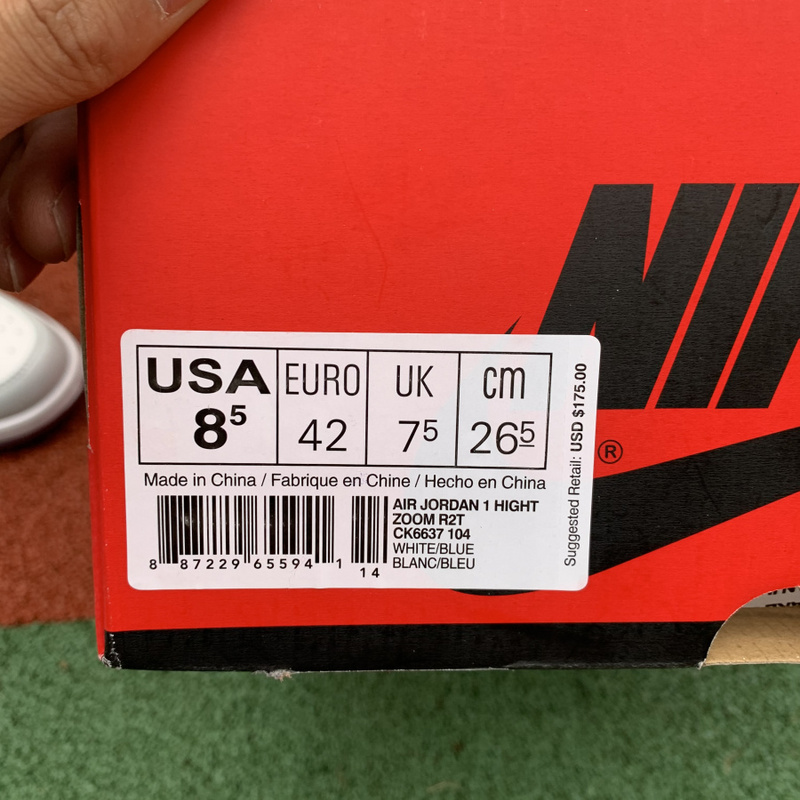 NIK
®
USA EURO UK cm
8⁵ 42 7⁵ 26⁵
Made in China / Fabrique en Chine / Hecho en China
AIR JORDAN 1 HIGHT
ZOOM R2T
CK6637 104
WHITE/BLUE
BLANC/BLEU
8 87229 65594 1
14
Suggested Retail: USD $175.00